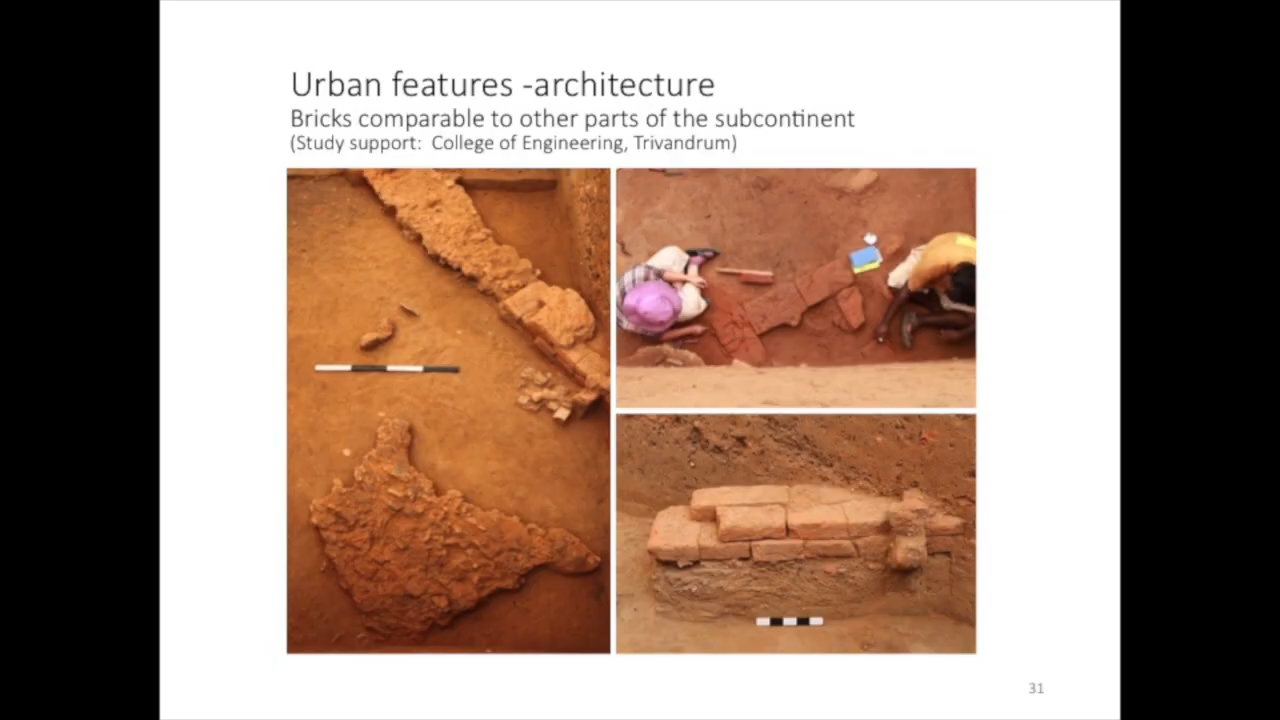 Urban features -architecture
Bricks comparable to other parts of the subcontinent
(Study support:  College of Engineering, Trivandrum)
31